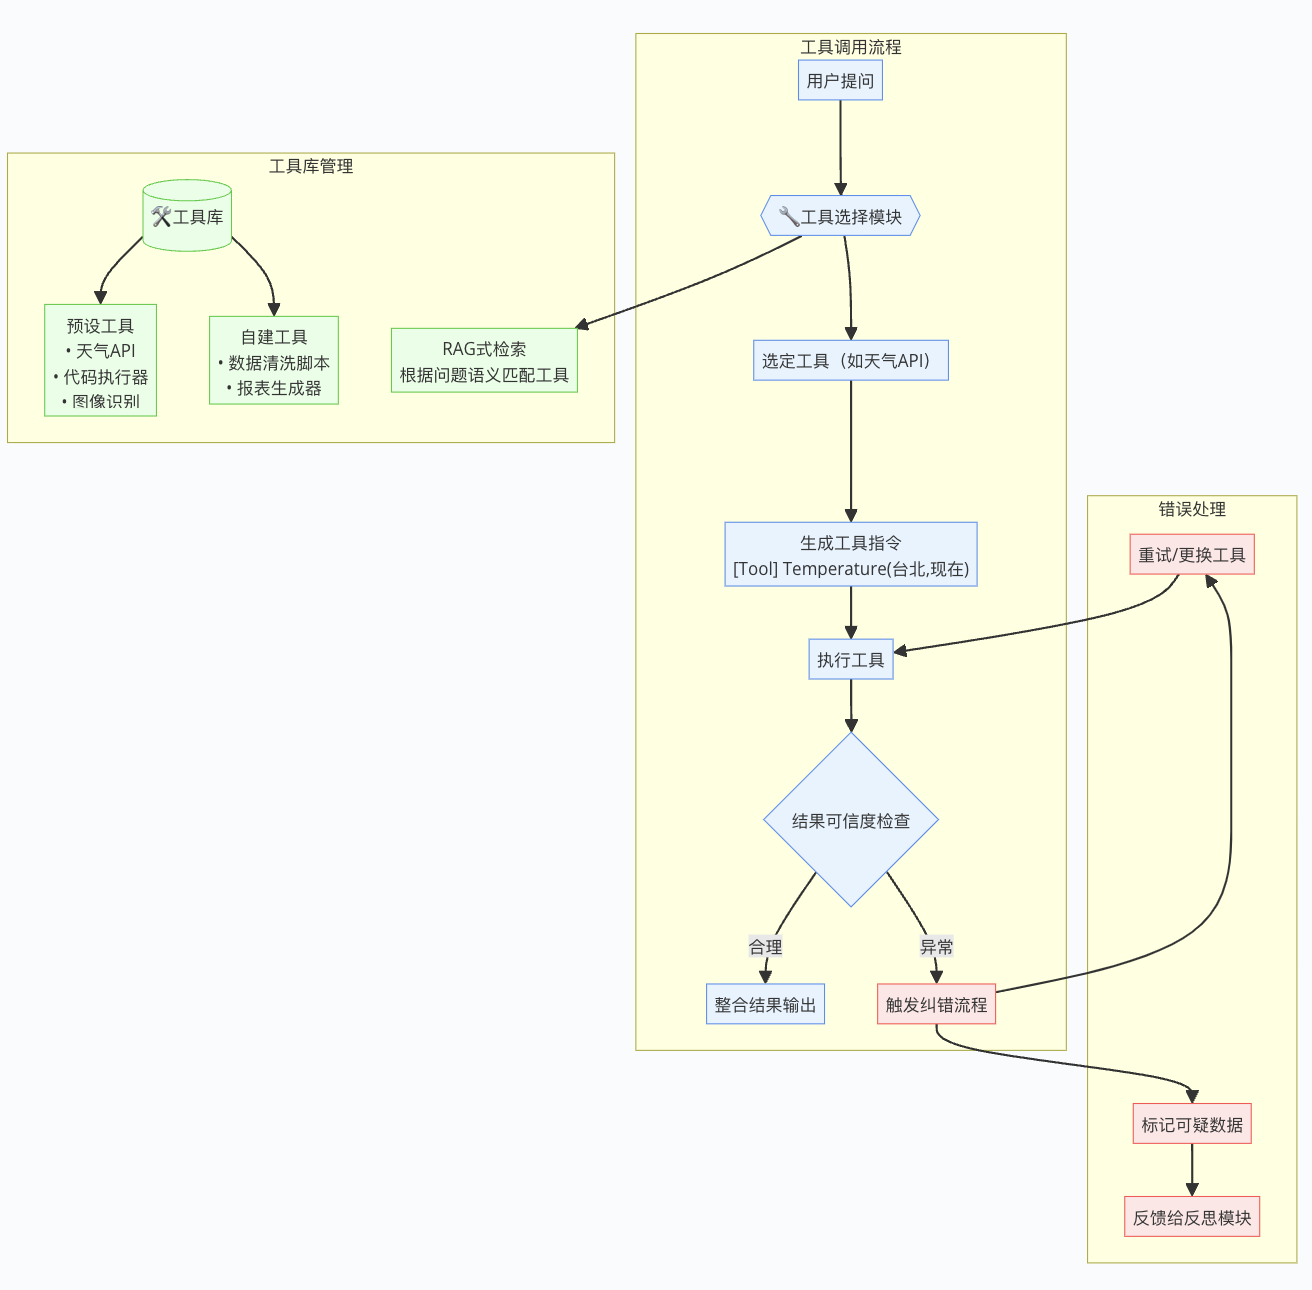 工具调用流程
用户提问
🔧工具选择模块
选定工具（如天气API）
生成工具指令
[Tool] Temperature(台北,现在)
执行工具
结果可信度检查
合理
异常
整合结果输出
触发纠错流程
工具库管理
🛠️工具库
预设工具
• 天气API
• 代码执行器
• 图像识别
自建工具
• 数据清洗脚本
• 报表生成器
RAG式检索
根据问题语义匹配工具
错误处理
重试/更换工具
标记可疑数据
反馈给反思模块